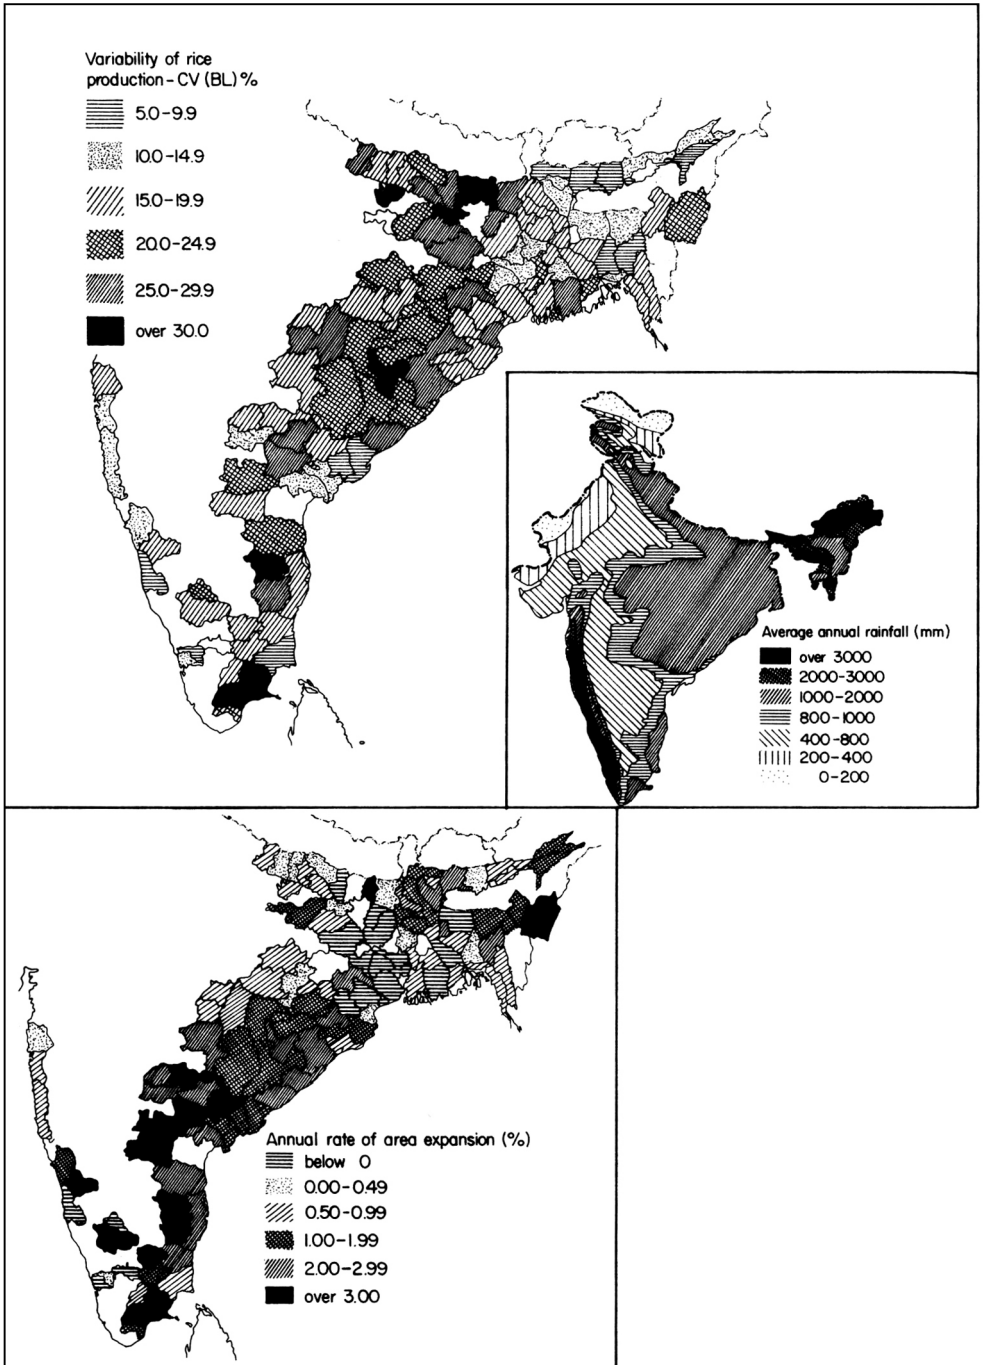 Variability of rice
production-CV (BL) %
5.0-9.9
10.0-14.9
15.0-19.9
20.0-24.9
25.0-29.9
over 30.0
Average annual rainfall (mm)
over 3000
2000-3000
1000-2000
800-1000
400-800
200-400
0-200
Annual rate of area expansion (%)
below 0
0.00-0.49
0.50-0.99
1.00-1.99
2.00-2.99
over 3.00